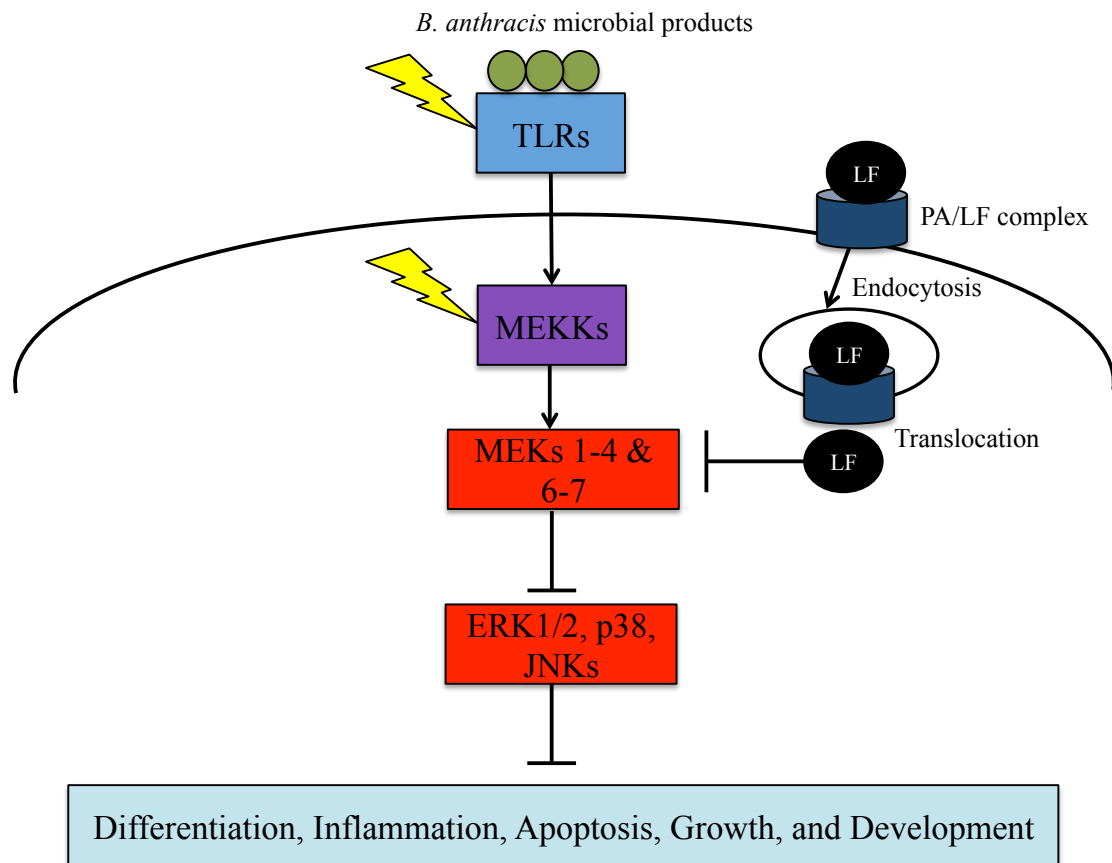 B. anthracis microbial products
TLRs
LF
PA/LF complex
Endocytosis
MEKKs
LF
Translocation
MEKs 1-4 &
6-7
LF
ERK1/2, p38,
JNKs
Differentiation, Inflammation, Apoptosis, Growth, and Development